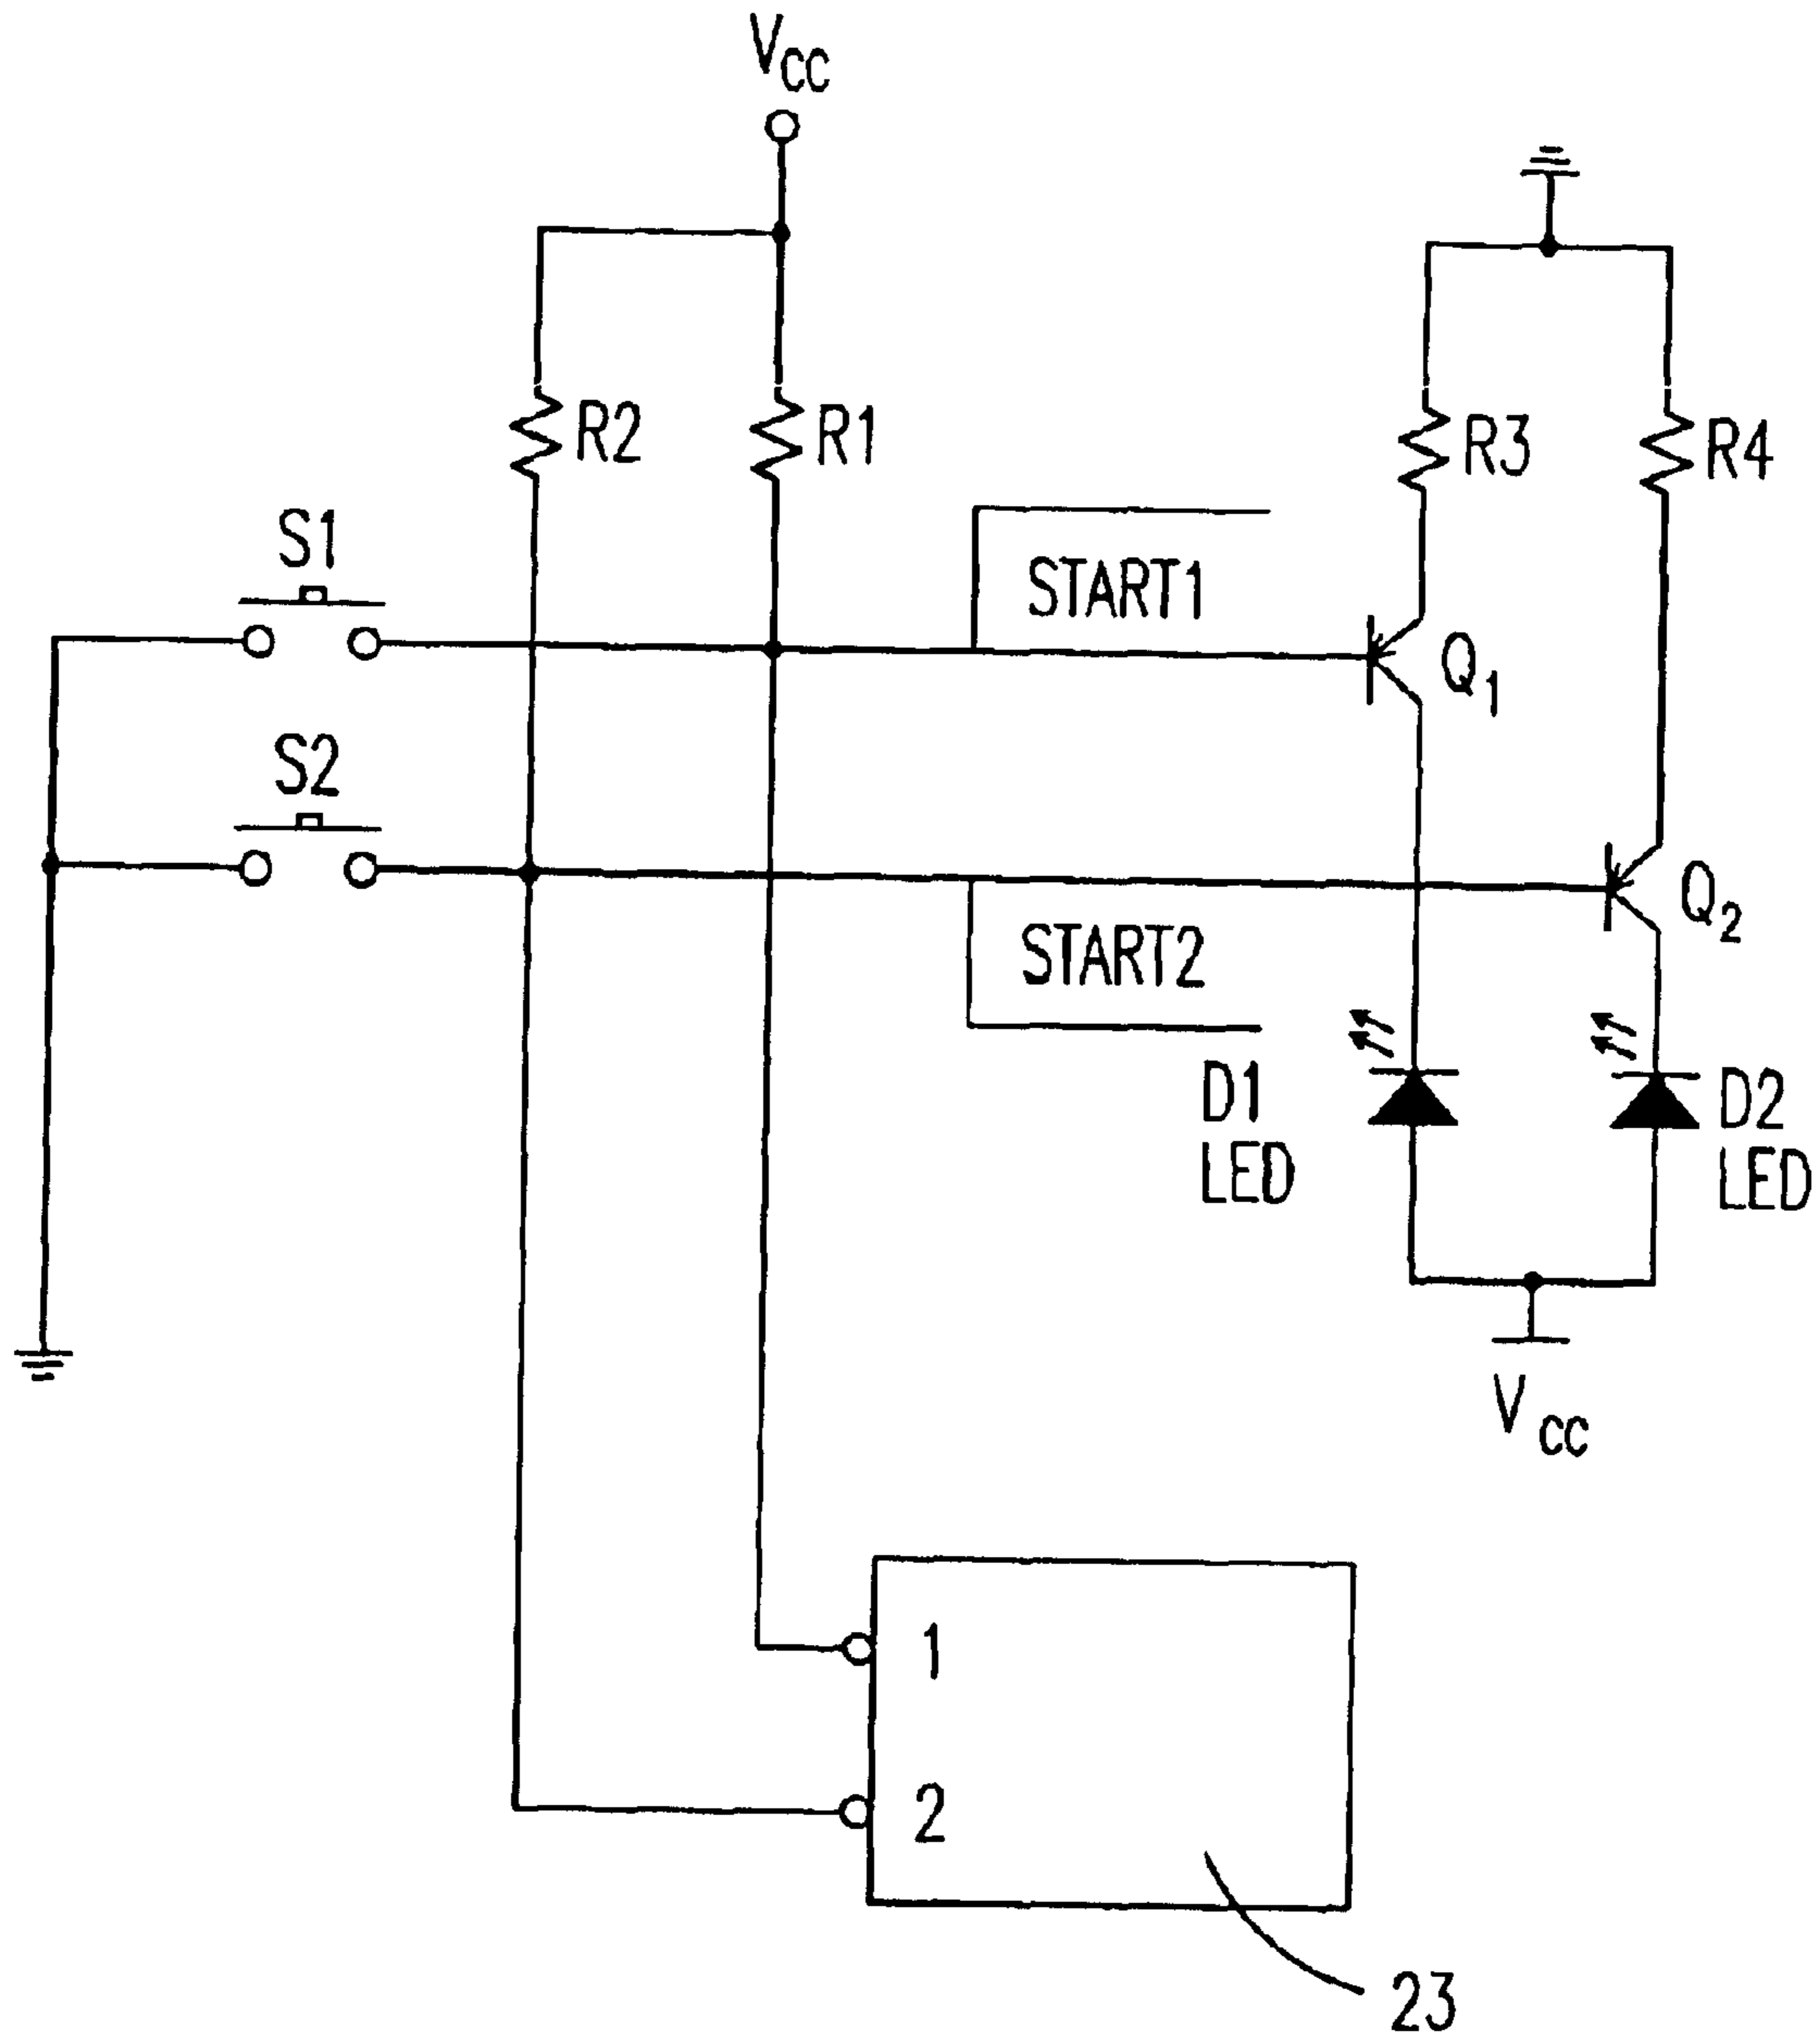 VCC
R2
R1
R3
R4
S1
START1
Q1
S2
Q2
START2
D1
LED
D2
LED
VCC
1
2
23